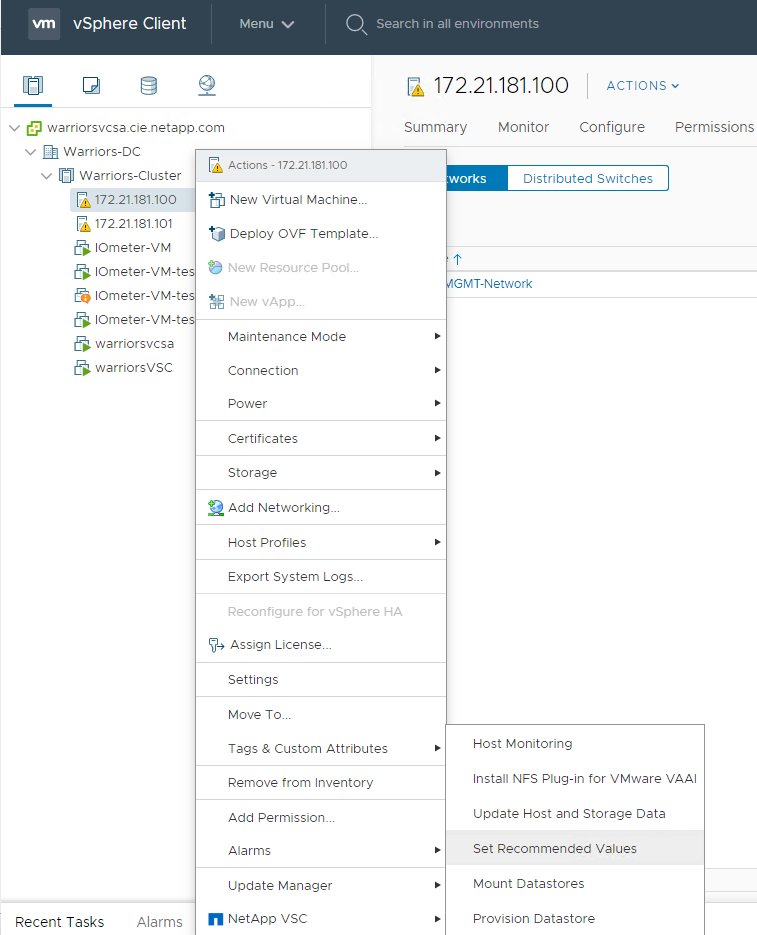 vm vSphere Client Menu Search in all environments
172.21.181.100 ACTIONS
Summary Monitor Configure Permissions
warriorsvcsa.cie.netapp.com
Warriors-DC
Warriors-Cluster
172.21.181.100
172.21.181.101
IOmeter-VM
IOmeter-VM-tes
IOmeter-VM-tes
IOmeter-VM-tes
warriorsvcsa
warriorsVSC
Actions - 172.21.181.100
New Virtual Machine...
Deploy OVF Template...
New Resource Pool...
New vApp...
Maintenance Mode
Connection
Power
Certificates
Storage
Add Networking...
Host Profiles
Export System Logs...
Reconfigure for vSphere HA
Assign License...
Settings
Move To...
Tags & Custom Attributes
Remove from Inventory
Add Permission...
Alarms
Update Manager
NetApp VSC
works Distributed Switches
MGMT-Network
Host Monitoring
Install NFS Plug-in for VMware VAAI
Update Host and Storage Data
Set Recommended Values
Mount Datastores
Provision Datastore
Recent Tasks Alarms